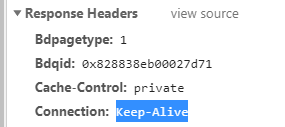 Response Headers view source
Bdpagetype: 1
Bdqid: 0x828838eb00027d71
Cache-Control: private
Connection: Keep-Alive